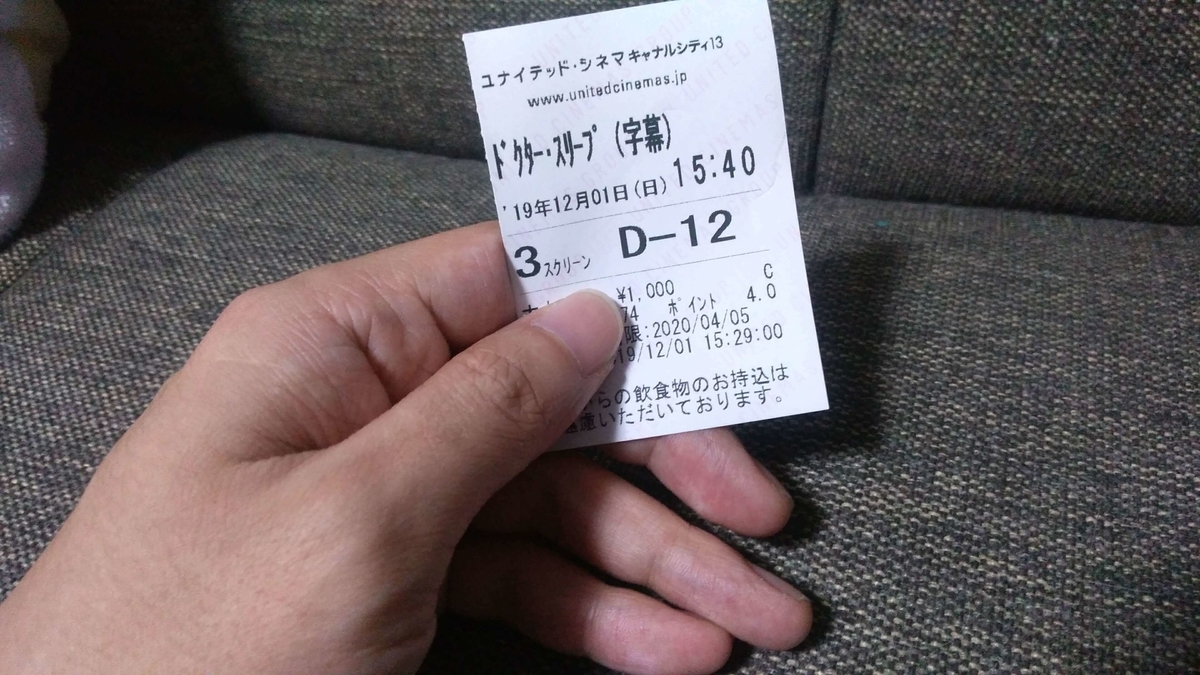 ユナイテッド・シネマ キャナルシティ13
www.unitedcinemas.jp
ドクター・スリープ (字幕)
'19年12月01日(日) 15:40
3 スクリーン D-12
¥1,000 C
74 ポイント 4.0
限:2020/04/05
19/12/01 15:29:00
らの飲食物のお持込は
慮いただいております。